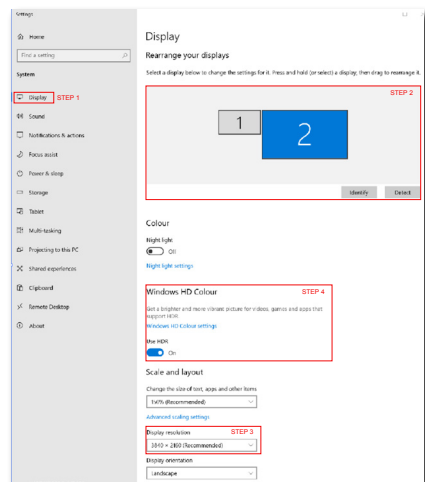 Settings
Home
Display
Find a setting
Rearrange your displays
System
Select a display below to change the settings for it. Press and hold (or select) a display, then drag to rearrange it.
Display STEP 1
STEP 2
Sound
1
2
Notifications & actions
Focus assist
Power & sleep
Storage
Identify
Detect
Tablet
Multi-tasking
Projecting to this PC
Shared experiences
Clipboard
Remote Desktop
About
Colour
Night light
Off
Night light settings
Windows HD Colour STEP 4
Get a brighter and more vibrant picture for videos, games and apps that
support HDR
Windows HD Colour settings
Use HDR
On
Scale and layout
Change the size of text, apps and other items
150% (Recommended)
Advanced scaling settings
Display resolution STEP 3
3840 × 2160 (Recommended)
Display orientation
Landscape